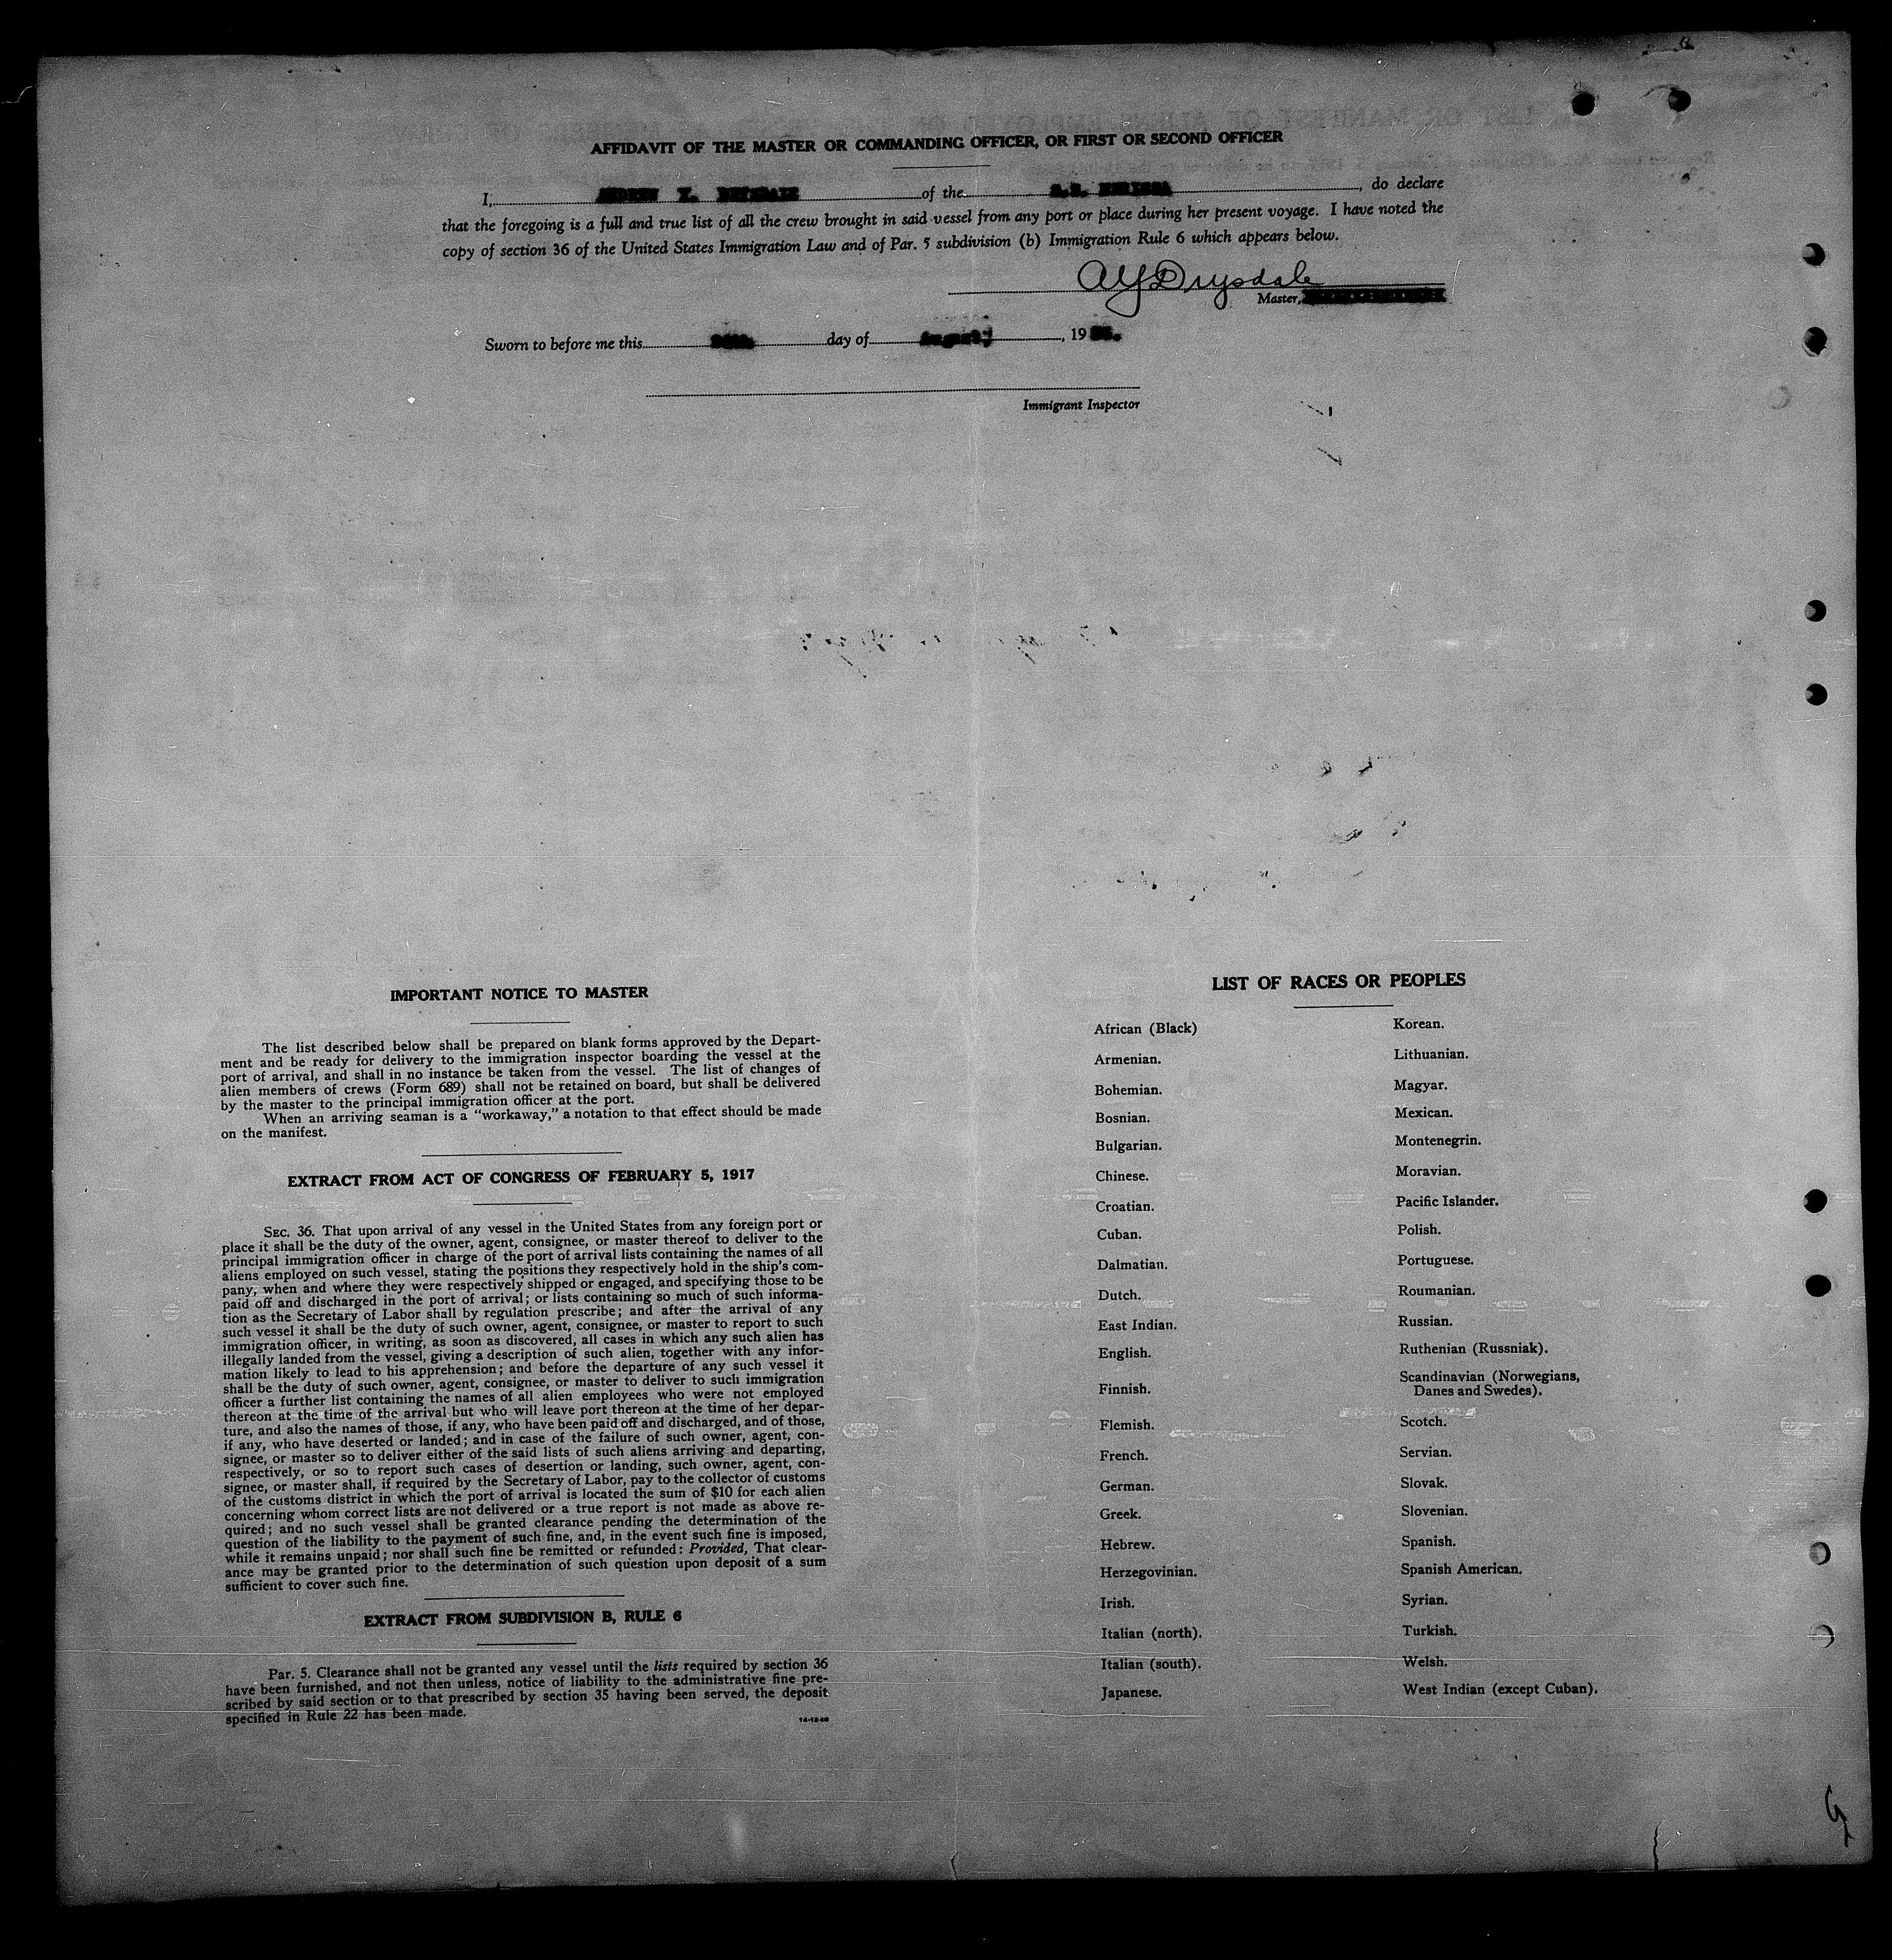 AFFIDAVIT OF THE MASTER OR COMMANDING OFFICER, OR FIRST OR SECOND OFFICER
I, ANDREW Y. DRYSDALE of the S.S. NERISSA, do declare
that the foregoing is a full and true list of all the crew brought in said vessel from any port or place during her present voyage. I have noted the
copy of section 36 of the United States Immigration Law and of Par. 5 subdivision (b) Immigration Rule 6 which appears below.
AYDrysdale
Master,
Sworn to before me this day of August, 19
Immigrant Inspector
IMPORTANT NOTICE TO MASTER
The list described below shall be prepared on blank forms approved by the Depart-
ment and be ready for delivery to the immigration inspector boarding the vessel at the
port of arrival, and shall in no instance be taken from the vessel. The list of changes of
alien members of crews (Form 689) shall not be retained on board, but shall be delivered
by the master to the principal immigration officer at the port.
When an arriving seaman is a "workaway," a notation to that effect should be made
on the manifest.
EXTRACT FROM ACT OF CONGRESS OF FEBRUARY 5, 1917
SEC. 36. That upon arrival of any vessel in the United States from any foreign port or
place it shall be the duty of the owner, agent, consignee, or master thereof to deliver to the
principal immigration officer in charge of the port of arrival lists containing the names of all
aliens employed on such vessel, stating the positions they respectively hold in the ship's com-
pany, when and where they were respectively shipped or engaged, and specifying those to be
paid off and discharged in the port of arrival; or lists containing so much of such informa-
tion as the Secretary of Labor shall by regulation prescribe; and after the arrival of any
such vessel it shall be the duty of such owner, agent, consignee, or master to report to such
immigration officer, in writing, as soon as discovered, all cases in which any such alien has
illegally landed from the vessel, giving a description of such alien, together with any infor-
mation likely to lead to his apprehension; and before the departure of any such vessel it
shall be the duty of such owner, agent, consignee, or master to deliver to such immigration
officer a further list containing the names of all alien employees who were not employed
thereon at the time of the arrival but who will leave port thereon at the time of her depar-
ture, and also the names of those, if any, who have been paid off and discharged, and of those,
if any, who have deserted or landed; and in case of the failure of such owner, agent, con-
signee, or master so to deliver either of the said lists of such aliens arriving and departing,
respectively, or so to report such cases of desertion or landing, such owner, agent, con-
signee, or master shall, if required by the Secretary of Labor, pay to the collector of customs
of the customs district in which the port of arrival is located the sum of $10 for each alien
concerning whom correct lists are not delivered or a true report is not made as above re-
quired; and no such vessel shall be granted clearance pending the determination of the
question of the liability to the payment of such fine, and, in the event such fine is imposed,
while it remains unpaid; nor shall such fine be remitted or refunded: Provided, That clear-
ance may be granted prior to the determination of such question upon deposit of a sum
sufficient to cover such fine.
EXTRACT FROM SUBDIVISION B, RULE 6
Par. 5. Clearance shall not be granted any vessel until the lists required by section 36
have been furnished, and not then unless, notice of liability to the administrative fine pre-
scribed by said section or to that prescribed by section 35 having been served, the deposit
specified in Rule 22 has been made.
14-1240
LIST OF RACES OR PEOPLES
African (Black)
Armenian.
Bohemian.
Bosnian.
Bulgarian.
Chinese.
Croatian.
Cuban.
Dalmatian.
Dutch.
East Indian.
English.
Finnish.
Flemish.
French.
German.
Greek.
Hebrew.
Herzegovinian.
Irish.
Italian (north).
Italian (south).
Japanese.
Korean.
Lithuanian.
Magyar.
Mexican.
Montenegrin.
Moravian.
Pacific Islander.
Polish.
Portuguese.
Roumanian.
Russian.
Ruthenian (Russniak).
Scandinavian (Norwegians,
Danes and Swedes).
Scotch.
Servian.
Slovak.
Slovenian.
Spanish.
Spanish American.
Syrian.
Turkish.
Welsh.
West Indian (except Cuban).
5